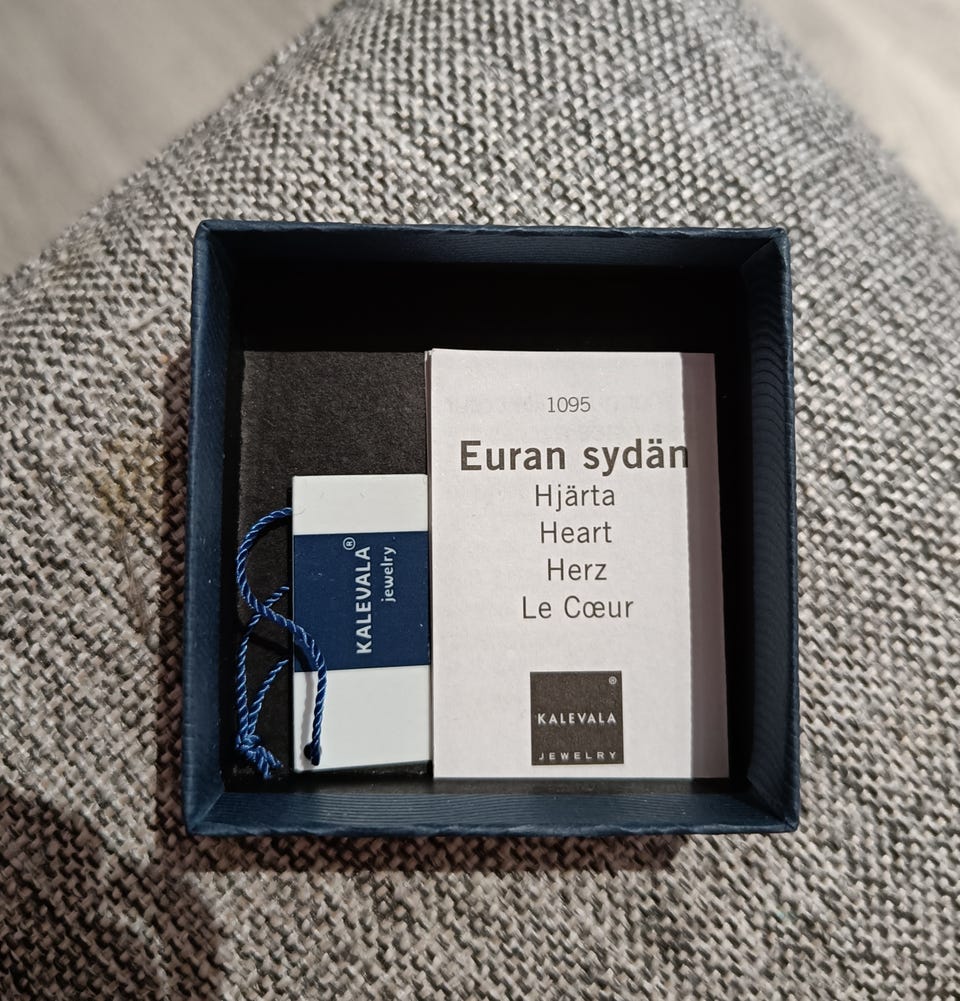 1095
Euran sydän
Hjärta
Heart
Herz
Le Cœur
KALEVALA®
JEWELRY
KALEVALA®
jewelry